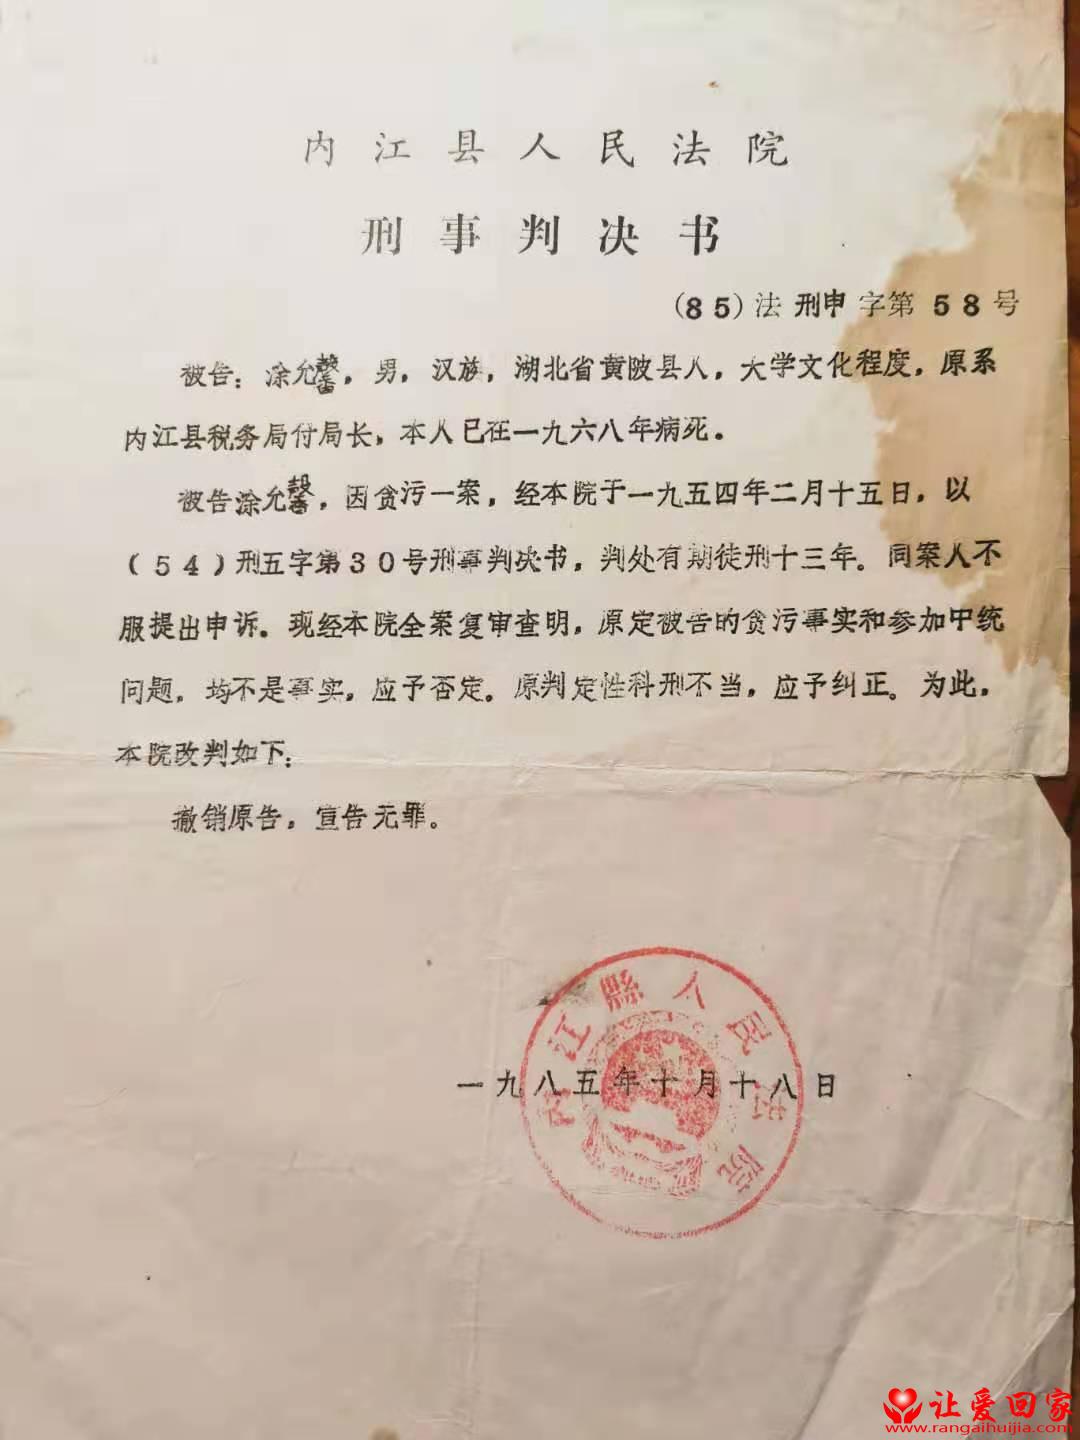 内江县人民法院
刑事判决书
(85)法刑申字第58号
被告：涂允馨，男，汉族，湖北省黄陂县人，大学文化程度，原系
内江县税务局付局长，本人已在一九六八年病死。
被告涂允馨，因贪污一案，经本院于一九五四年二月十五日，以
(54)刑五字第30号刑事判决书，判处有期徒刑十三年。同案人不
服提出申诉。现经本院全案复审查明，原定被告的贪污事实和参加中统
问题，均不是事实，应予否定。原判定性科刑不当，应予纠正。为此，
本院改判如下：
撤销原告，宣告无罪。
内江縣人民法院
一九八五年十月十八日
让爱回家
www.rangaihuijia.com